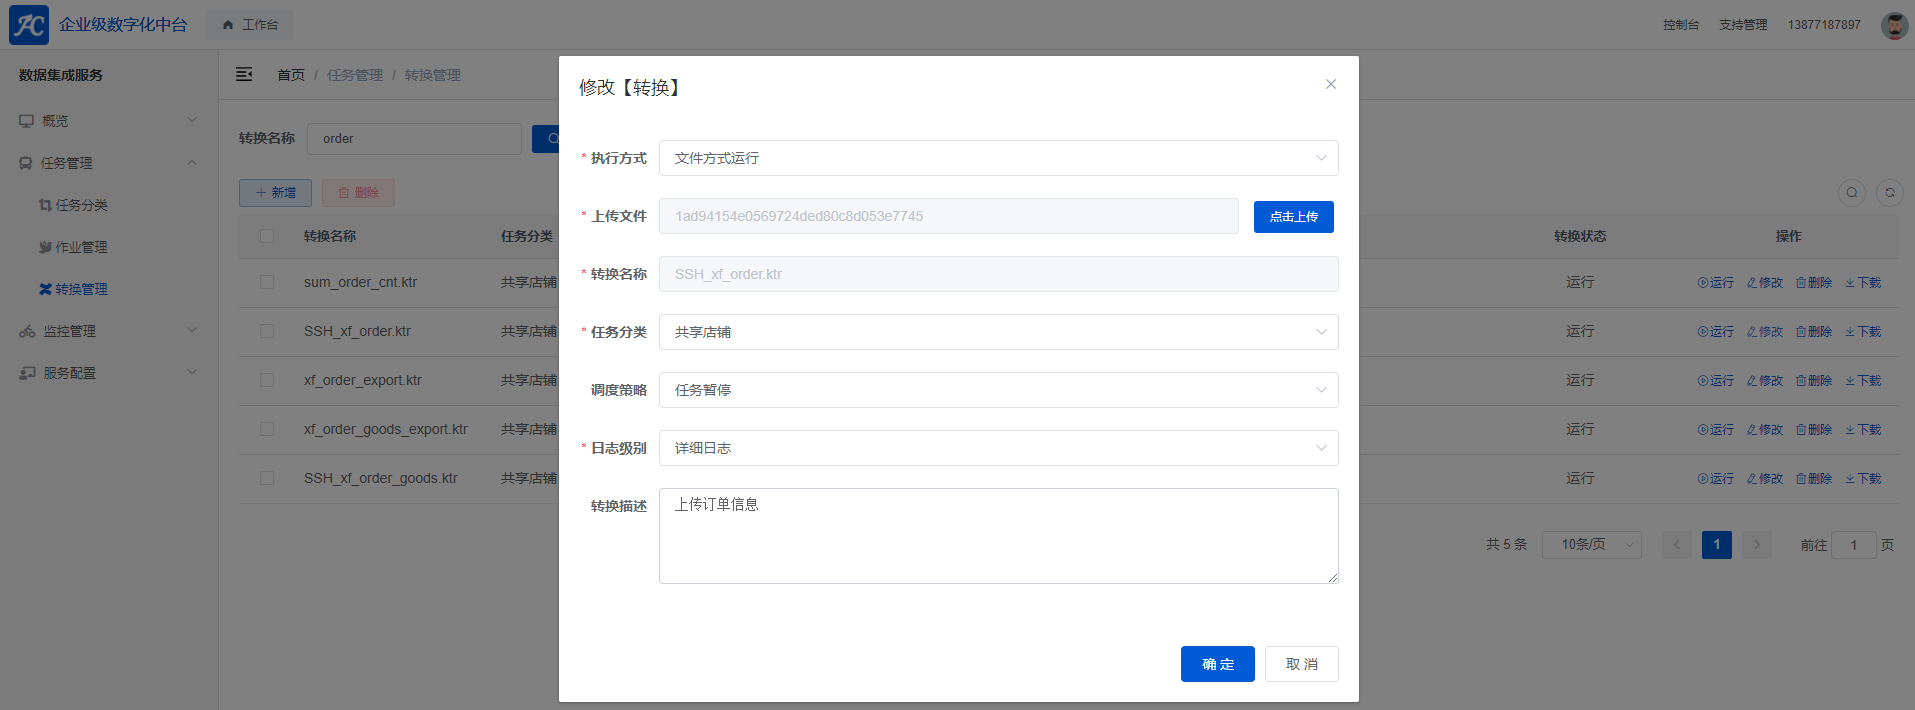 企业级数字化中台
工作台
控制台 支持管理 13877187897
数据集成服务
概览
任务管理
任务分类
作业管理
转换管理
监控管理
服务配置
首页 / 任务管理 / 转换管理
转换名称 order
新增 删除
转换名称 任务分类 转换状态 操作
sum_order_cnt.ktr 共享店铺 运行 运行 修改 删除 下载
SSH_xf_order.ktr 共享店铺 运行 运行 修改 删除 下载
xf_order_export.ktr 共享店铺 运行 运行 修改 删除 下载
xf_order_goods_export.ktr 共享店铺 运行 运行 修改 删除 下载
SSH_xf_order_goods.ktr 共享店铺 运行 运行 修改 删除 下载
共 5 条 10条/页 1 前往 1 页
修改【转换】
* 执行方式 文件方式运行
* 上传文件 1ad94154e0569724ded80c8d053e7745 点击上传
* 转换名称 SSH_xf_order.ktr
* 任务分类 共享店铺
调度策略 任务暂停
* 日志级别 详细日志
转换描述 上传订单信息
确 定 取 消